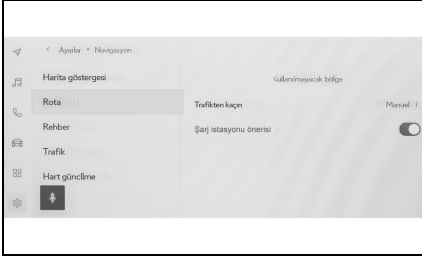 < Ayarlar • Navigasyon
Harita göstergesi
Rota
Rehber
Trafik
Hart güncllme
Kullanılmayacak bölge
Trafikten kaçın
Manuel
Şarj istasyonu önerisi